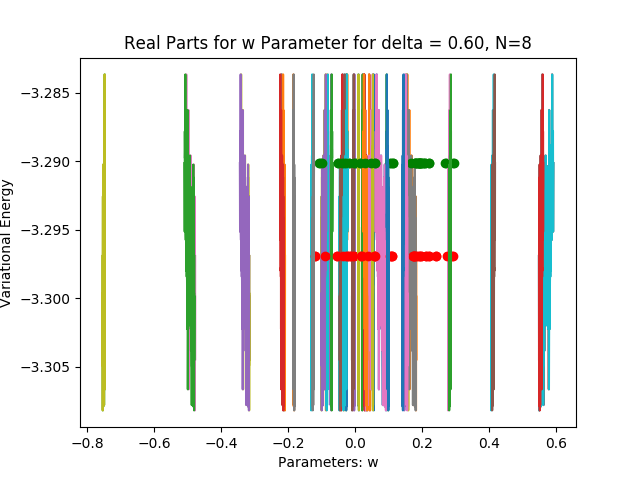 Real Parts for w Parameter for delta = 0.60, N=8
Variational Energy
−3.285
−3.290
−3.295
−3.300
−3.305
−0.8 −0.6 −0.4 −0.2 0.0 0.2 0.4 0.6
Parameters: w